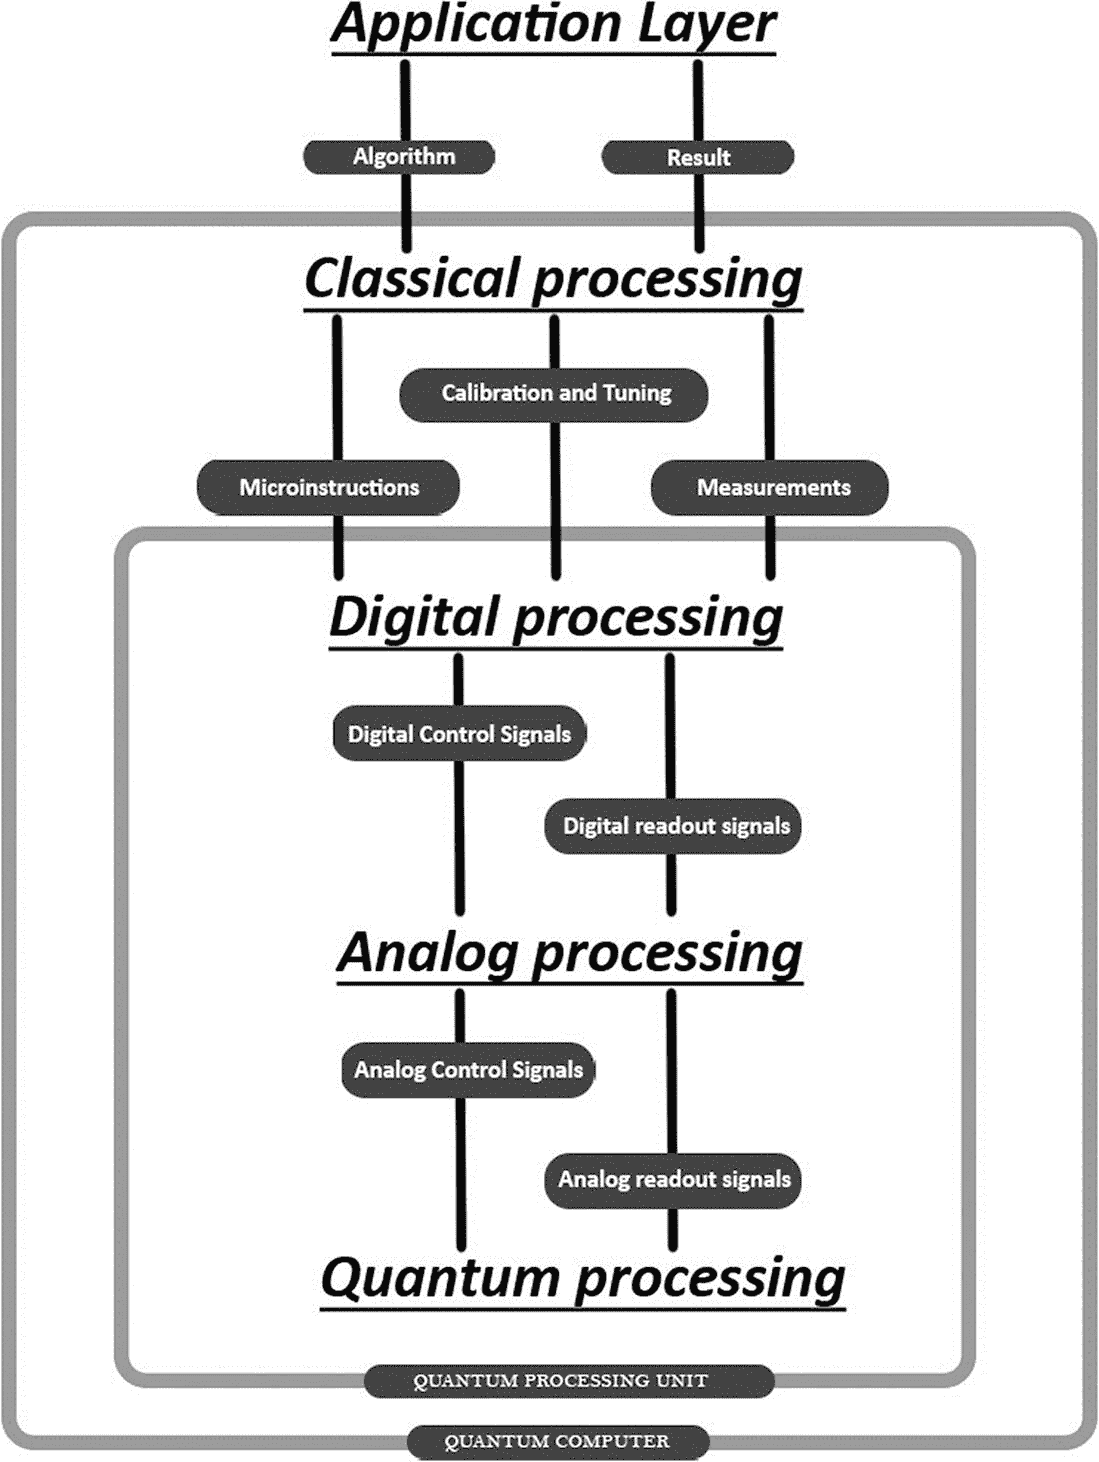 Application Layer
Algorithm
Result
Classical processing
Calibration and Tuning
Microinstructions
Measurements
Digital processing
Digital Control Signals
Digital readout signals
Analog processing
Analog Control Signals
Analog readout signals
Quantum processing
QUANTUM PROCESSING UNIT
QUANTUM COMPUTER